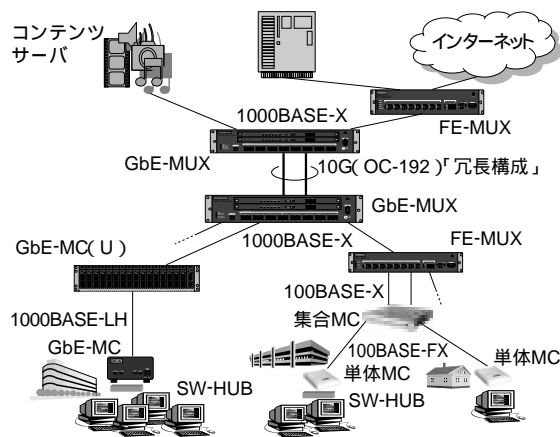 コンテンツ
サーバ
インターネット
1000BASE-X
FE-MUX
GbE-MUX
10G(OC-192)「冗長構成」
GbE-MUX
1000BASE-X
GbE-MC(U)
FE-MUX
100BASE-X
1000BASE-LH
集合MC
GbE-MC
100BASE-FX
単体MC
単体MC
SW-HUB
SW-HUB